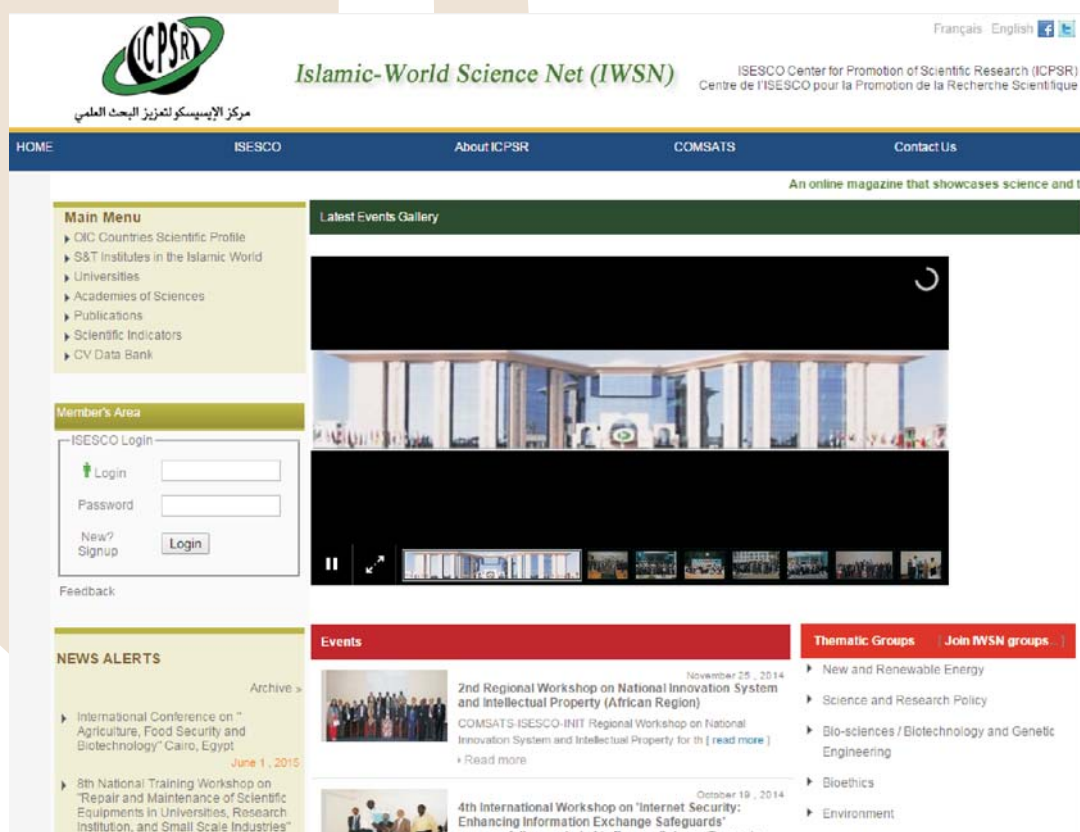 Français English
ICPSR
Islamic-World Science Net (IWSN)
ISESCO Center for Promotion of Scientific Research (ICPSR)
Centre de l'ISESCO pour la Promotion de la Recherche Scientifique
مركز الإيسيسكو لتعزيز البحث العلمي
HOME ISESCO About ICPSR COMSATS Contact Us
An online magazine that showcases science and t
Main Menu
OIC Countries Scientific Profile
S&T Institutes in the Islamic World
Universities
Academies of Sciences
Publications
Scientific Indicators
CV Data Bank
Member's Area
ISESCO Login
Login
Password
New?
Signup
Login
Feedback
NEWS ALERTS
Archive »
International Conference on "
Agriculture, Food Security and
Biotechnology" Cairo, Egypt
June 1 , 2015
8th National Training Workshop on
"Repair and Maintenance of Scientific
Equipments in Universities, Research
Institution, and Small Scale Industries"
Latest Events Gallery
Events
November 25 , 2014
2nd Regional Workshop on National Innovation System
and Intellectual Property (African Region)
COMSATS-ISESCO-INIT Regional Workshop on National
Innovation System and Intellectual Property for th [ read more ]
Read more
October 19 , 2014
4th International Workshop on 'Internet Security:
Enhancing Information Exchange Safeguards'
Thematic Groups [ Join IWSN groups... ]
New and Renewable Energy
Science and Research Policy
Bio-sciences / Biotechnology and Genetic
Engineering
Bioethics
Environment